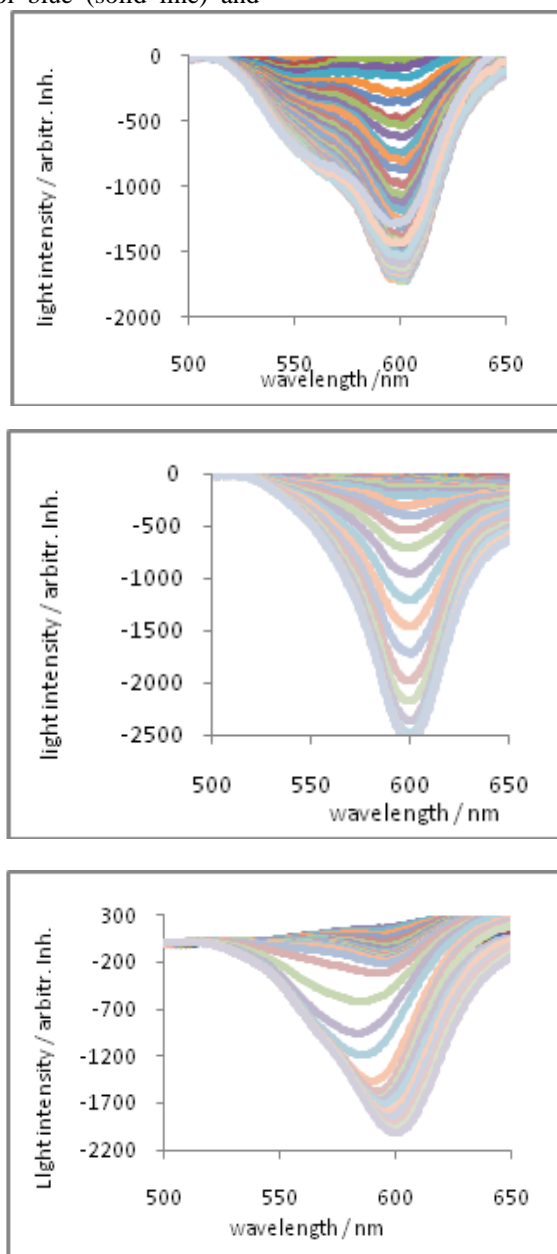 of blue (solid line) and
light intensity / arbitr. Inh.
0
-500
-1000
-1500
-2000
500 550 600 650
wavelength /nm
light intensity / arbitr. Inh.
0
-500
-1000
-1500
-2000
-2500
500 550 600 650
wavelength / nm
LIght intensity / arbitr. Inh.
300
-200
-700
-1200
-1700
-2200
500 550 600 650
wavelength / nm